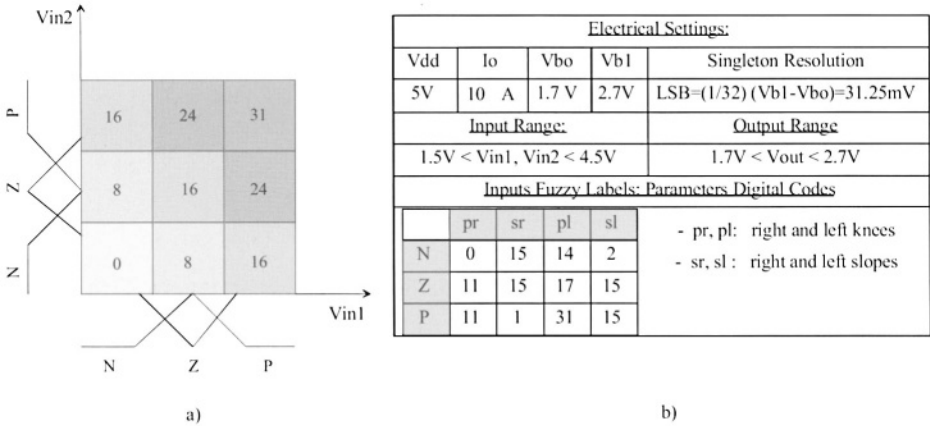 Vin2
P
Z
N
16 24 31
8 16 24
0 8 16
Vin1
N Z P
a)
Electrical Settings:
Vdd Io Vbo Vb1 Singleton Resolution
5V 10 A 1.7 V 2.7V LSB=(1/32) (Vb1-Vbo)=31.25mV
Input Range: Output Range
1.5V < Vin1, Vin2 < 4.5V 1.7V < Vout < 2.7V
Inputs Fuzzy Labels: Parameters Digital Codes
pr sr pl sl
N 0 15 14 2
Z 11 15 17 15
P 11 1 31 15
- pr, pl: right and left knees
- sr, sl : right and left slopes
b)